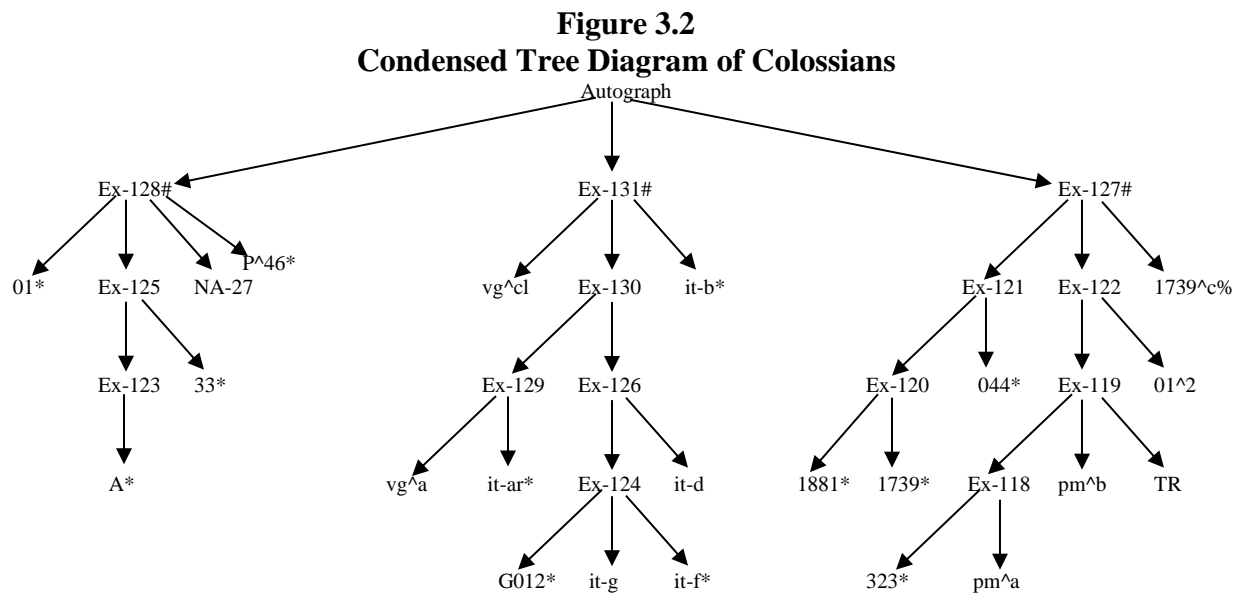 Figure 3.2
Condensed Tree Diagram of Colossians
Autograph
Ex-128# Ex-131# Ex-127#
P^46*
01* Ex-125 NA-27 vg^cl Ex-130 it-b* Ex-121 Ex-122 1739^c%
Ex-123 33* Ex-129 Ex-126 Ex-120 044* Ex-119 01^2
A* vg^a it-ar* Ex-124 it-d 1881* 1739* Ex-118 pm^b TR
G012* it-g it-f* 323* pm^a